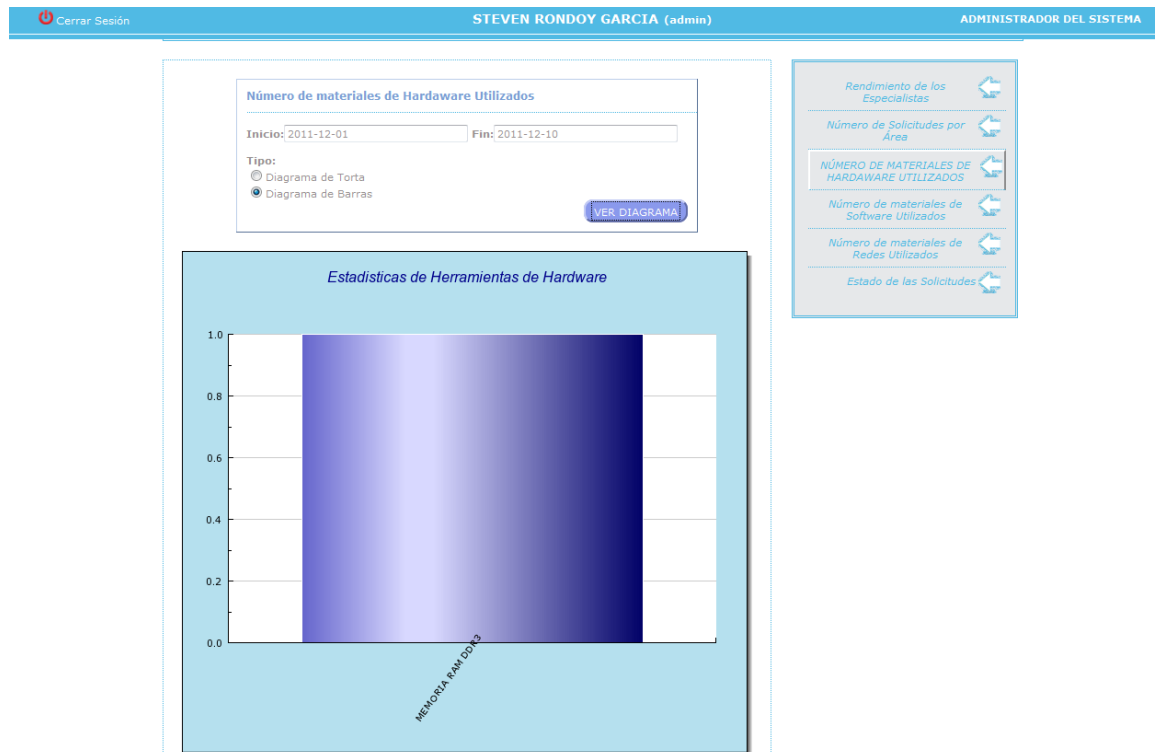 Cerrar Sesión
STEVEN RONDOY GARCIA (admin)
ADMINISTRADOR DEL SISTEMA
Número de materiales de Hardaware Utilizados
Inicio: 2011-12-01 Fin: 2011-12-10
Tipo:
Diagrama de Torta
Diagrama de Barras
VER DIAGRAMA
Estadisticas de Herramientas de Hardware
1.0
0.8
0.6
0.4
0.2
0.0
MEMORIA RAM DDR3
Rendimiento de los
Especialistas
Número de Solicitudes por
Área
NÚMERO DE MATERIALES DE
HARDAWARE UTILIZADOS
Número de materiales de
Software Utilizados
Número de materiales de
Redes Utilizados
Estado de las Solicitudes